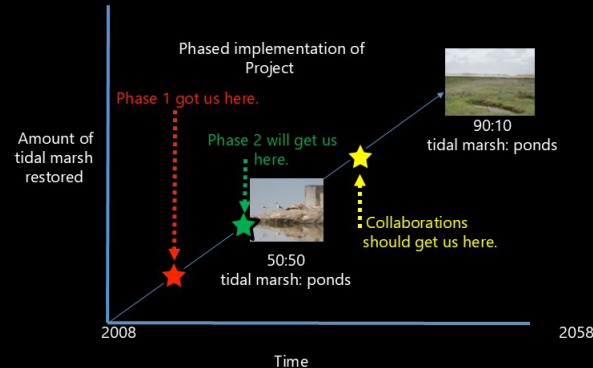 Phased implementation of
Project
Phase 1 got us here.
Phase 2 will get us
here.
Amount of
tidal marsh
restored
90:10
tidal marsh: ponds
Collaborations
should get us here.
50:50
tidal marsh: ponds
2008
2058
Time